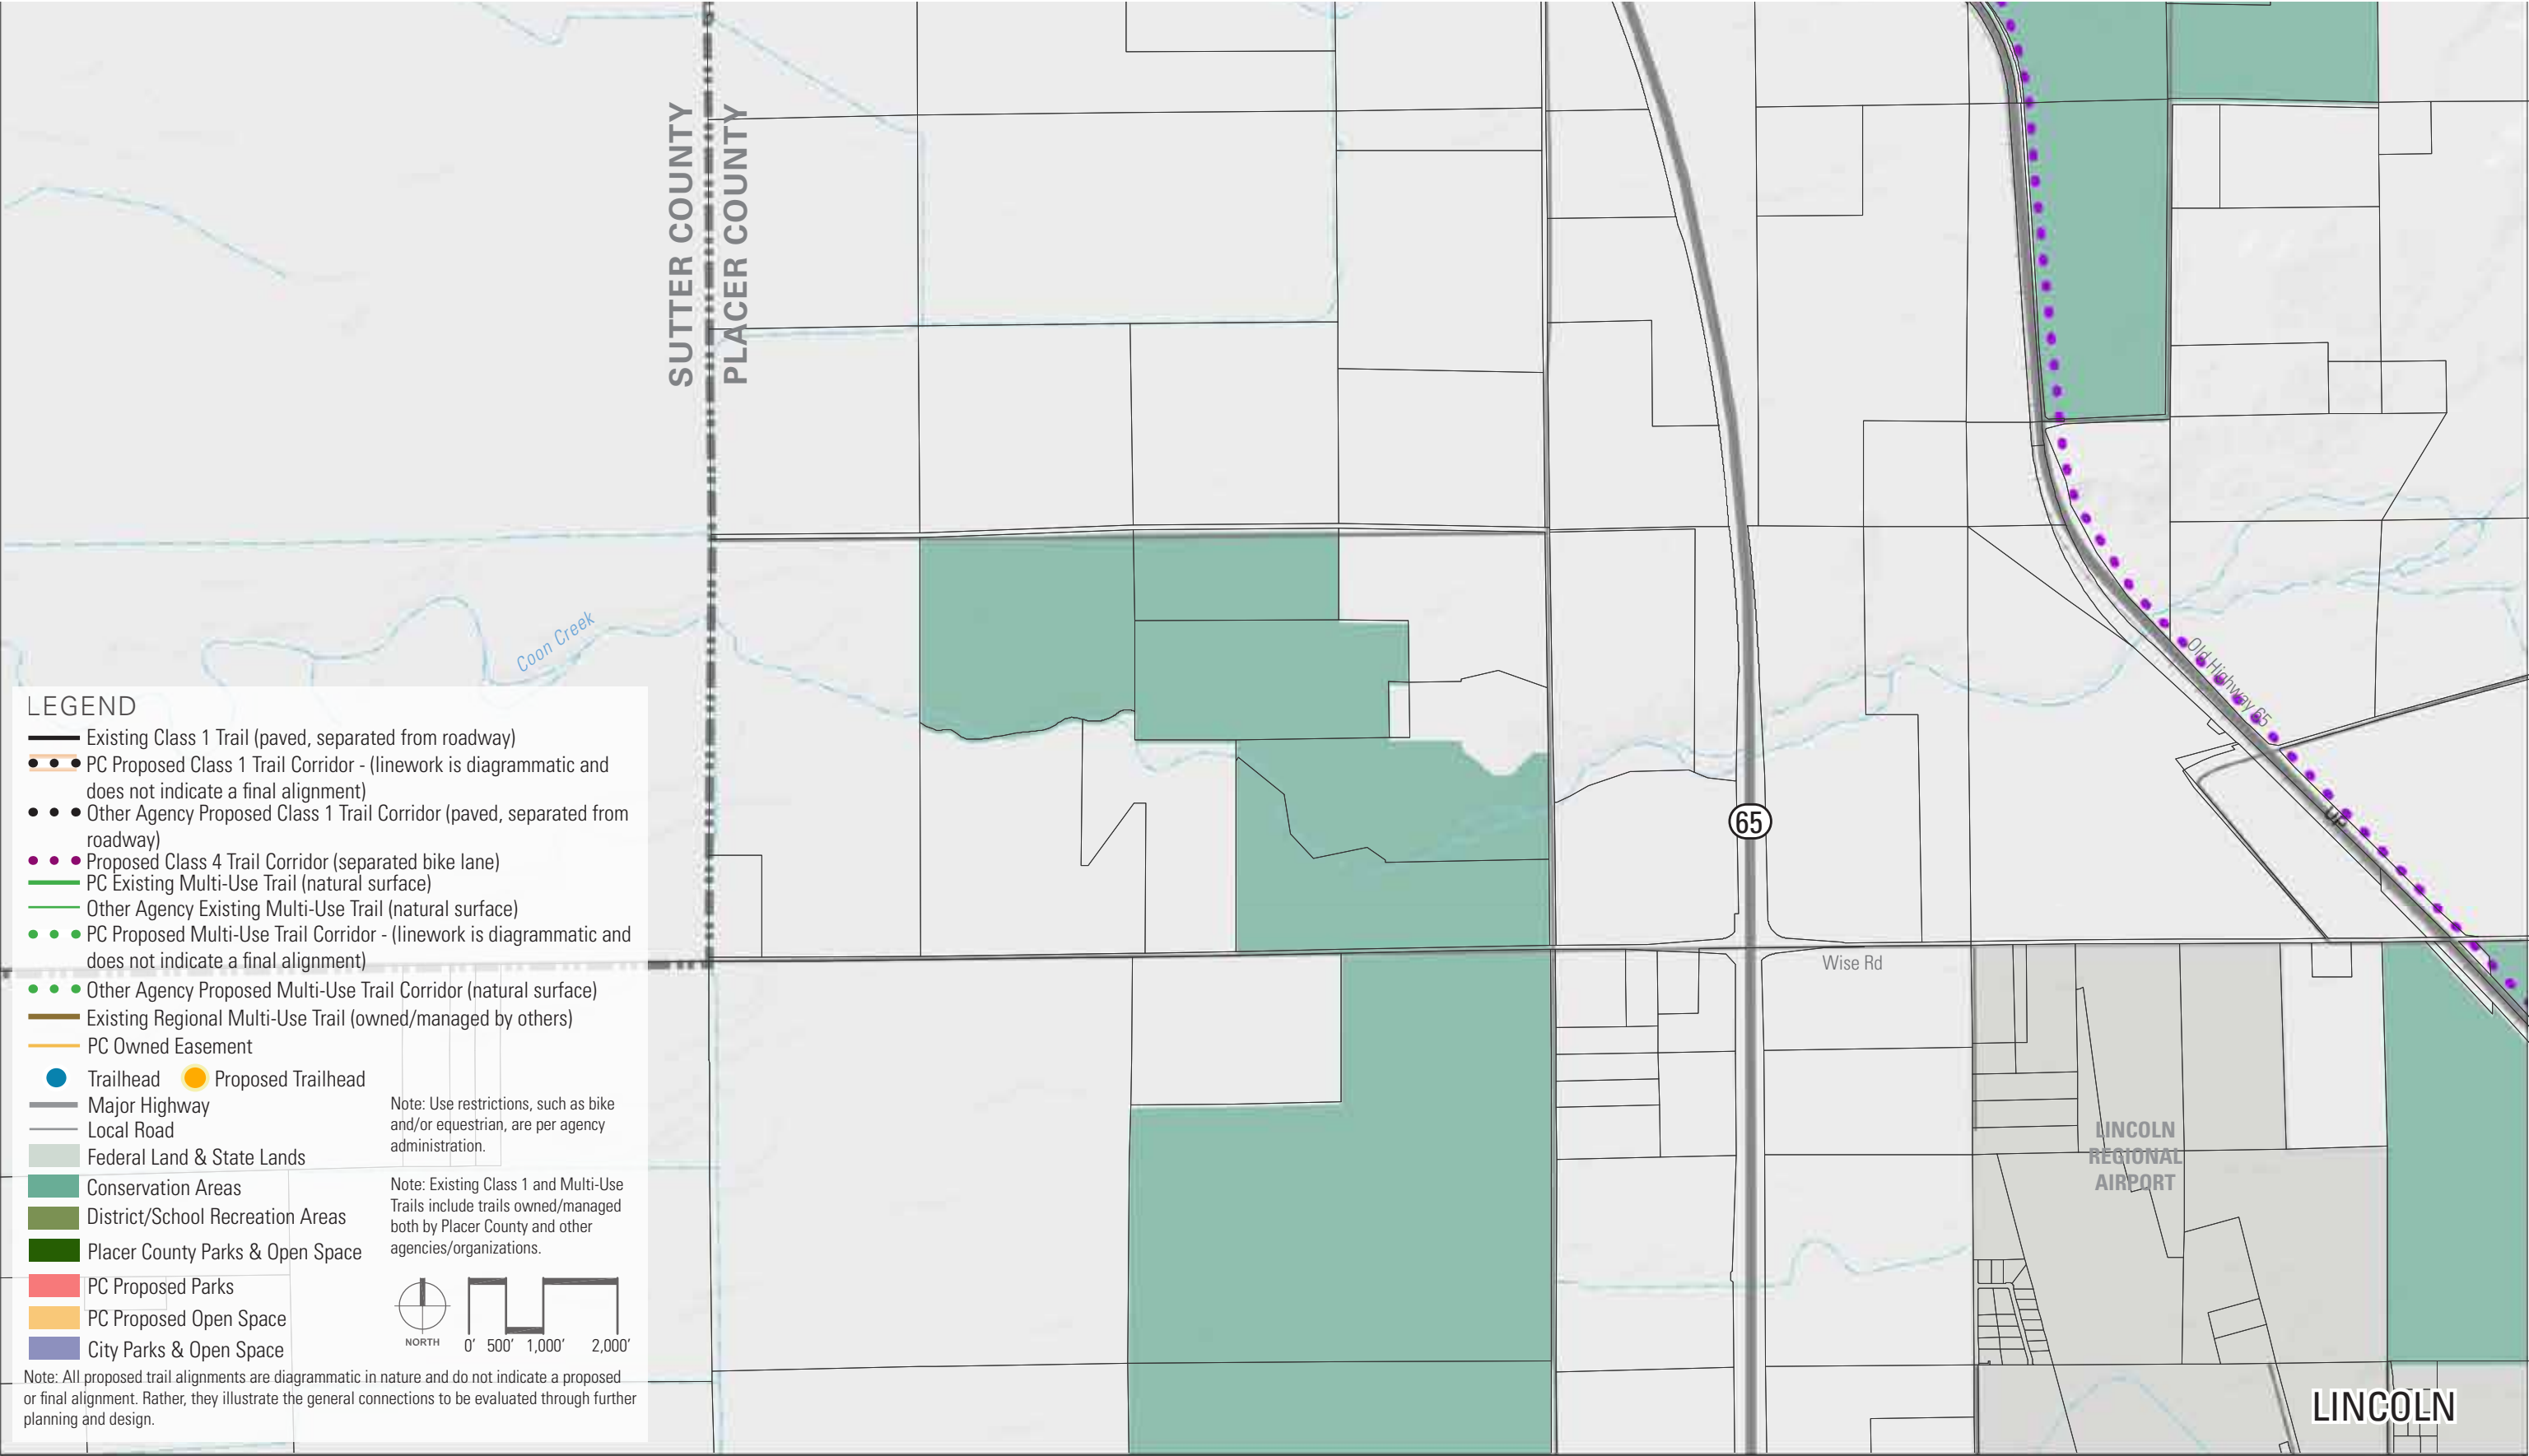 SUTTER COUNTY
PLACER COUNTY
Coon Creek
Old Highway 65
UP
65
Wise Rd
LINCOLN
REGIONAL
AIRPORT
LINCOLN
LEGEND
Existing Class 1 Trail (paved, separated from roadway)
PC Proposed Class 1 Trail Corridor - (linework is diagrammatic and
does not indicate a final alignment)
Other Agency Proposed Class 1 Trail Corridor (paved, separated from
roadway)
Proposed Class 4 Trail Corridor (separated bike lane)
PC Existing Multi-Use Trail (natural surface)
Other Agency Existing Multi-Use Trail (natural surface)
PC Proposed Multi-Use Trail Corridor - (linework is diagrammatic and
does not indicate a final alignment)
Other Agency Proposed Multi-Use Trail Corridor (natural surface)
Existing Regional Multi-Use Trail (owned/managed by others)
PC Owned Easement
Trailhead
Proposed Trailhead
Major Highway
Local Road
Federal Land & State Lands
Conservation Areas
District/School Recreation Areas
Placer County Parks & Open Space
PC Proposed Parks
PC Proposed Open Space
City Parks & Open Space
Note: Use restrictions, such as bike
and/or equestrian, are per agency
administration.
Note: Existing Class 1 and Multi-Use
Trails include trails owned/managed
both by Placer County and other
agencies/organizations.
NORTH
0' 500' 1,000' 2,000'
Note: All proposed trail alignments are diagrammatic in nature and do not indicate a proposed
or final alignment. Rather, they illustrate the general connections to be evaluated through further
planning and design.